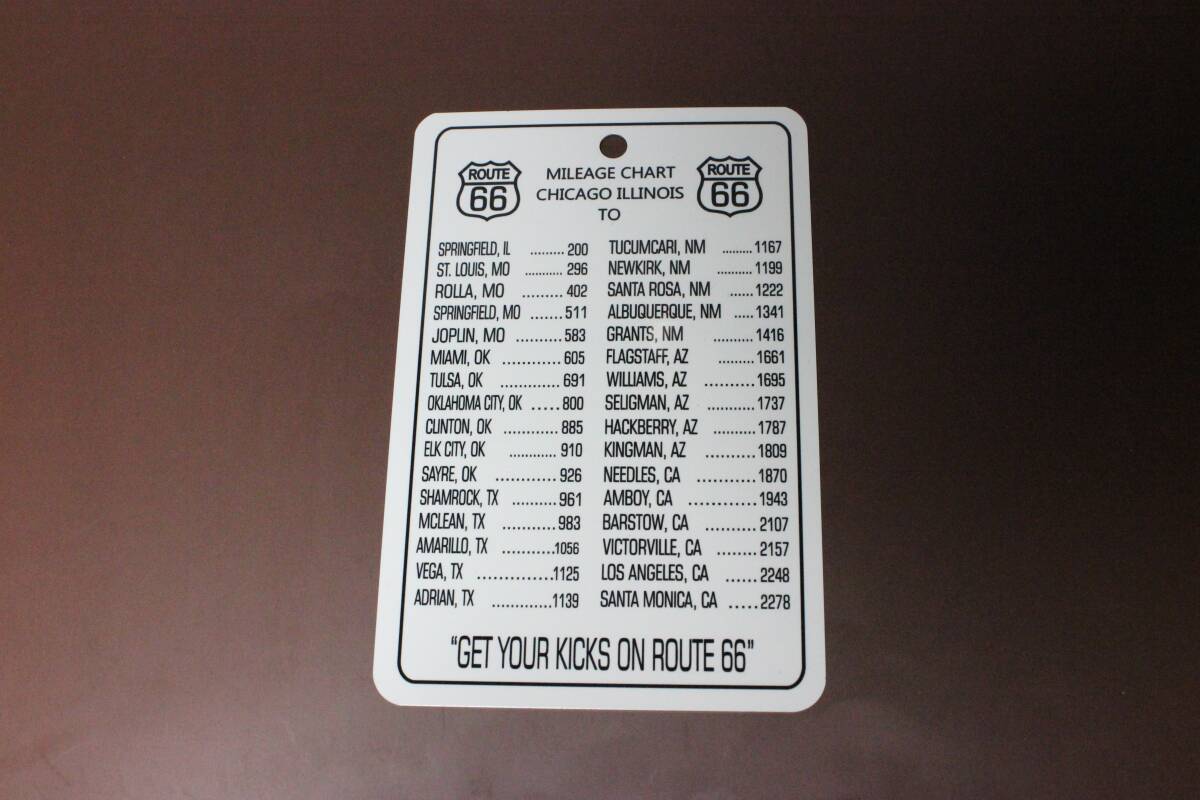 ROUTE
66
MILEAGE CHART
CHICAGO ILLINOIS
TO
ROUTE
66
SPRINGFIELD, IL .......... 200
ST. LOUIS, MO ........... 296
ROLLA, MO ......... 402
SPRINGFIELD, MO ....... 511
JOPLIN, MO .......... 583
MIAMI, OK ............ 605
TULSA, OK ............. 691
OKLAHOMA CITY, OK ..... 800
CLINTON, OK ............ 885
ELK CITY, OK ............ 910
SAYRE, OK ............. 926
SHAMROCK, TX .......... 961
MCLEAN, TX ............ 983
AMARILLO, TX ............1056
VEGA, TX ...............1125
ADRIAN, TX .............1139
TUCUMCARI, NM .........1167
NEWKIRK, NM ..........1199
SANTA ROSA, NM ......1222
ALBUQUERQUE, NM .....1341
GRANTS, NM ..........1416
FLAGSTAFF, AZ .........1661
WILLIAMS, AZ ..........1695
SELIGMAN, AZ ............1737
HACKBERRY, AZ ..........1787
KINGMAN, AZ ..........1809
NEEDLES, CA ............1870
AMBOY, CA ..............1943
BARSTOW, CA ..........2107
VICTORVILLE, CA ........2157
LOS ANGELES, CA ......2248
SANTA MONICA, CA .....2278
"GET YOUR KICKS ON ROUTE 66"